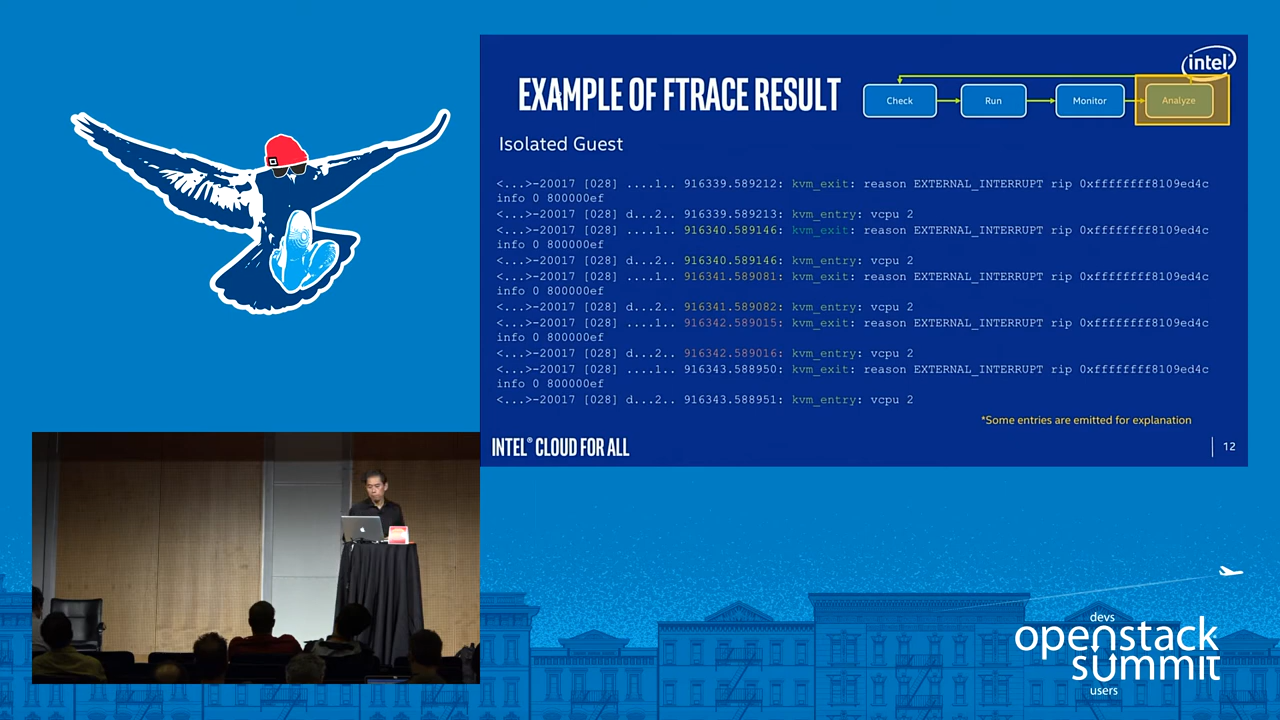 EXAMPLE OF FTRACE RESULT
intel
Check
Run
Monitor
Analyze
Isolated Guest
<...>-20017 [028] ....1.. 916339.589212: kvm_exit: reason EXTERNAL_INTERRUPT rip 0xffffffff8109ed4c
info 0 800000ef
<...>-20017 [028] d...2.. 916339.589213: kvm_entry: vcpu 2
<...>-20017 [028] ....1.. 916340.589146: kvm_exit: reason EXTERNAL_INTERRUPT rip 0xffffffff8109ed4c
info 0 800000ef
<...>-20017 [028] d...2.. 916340.589146: kvm_entry: vcpu 2
<...>-20017 [028] ....1.. 916341.589081: kvm_exit: reason EXTERNAL_INTERRUPT rip 0xffffffff8109ed4c
info 0 800000ef
<...>-20017 [028] d...2.. 916341.589082: kvm_entry: vcpu 2
<...>-20017 [028] ....1.. 916342.589015: kvm_exit: reason EXTERNAL_INTERRUPT rip 0xffffffff8109ed4c
info 0 800000ef
<...>-20017 [028] d...2.. 916342.589016: kvm_entry: vcpu 2
<...>-20017 [028] ....1.. 916343.588950: kvm_exit: reason EXTERNAL_INTERRUPT rip 0xffffffff8109ed4c
info 0 800000ef
<...>-20017 [028] d...2.. 916343.588951: kvm_entry: vcpu 2
*Some entries are emitted for explanation
INTEL® CLOUD FOR ALL
12
devs
openstack
summit
users